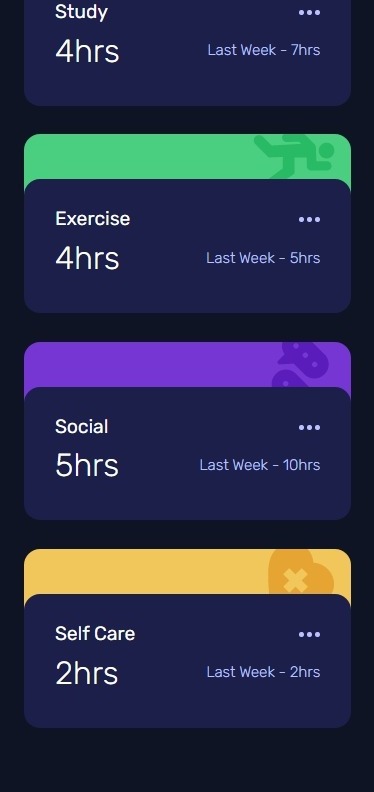 Study
4hrs
Last Week - 7hrs
Exercise
4hrs
Last Week - 5hrs
Social
5hrs
Last Week - 10hrs
Self Care
2hrs
Last Week - 2hrs